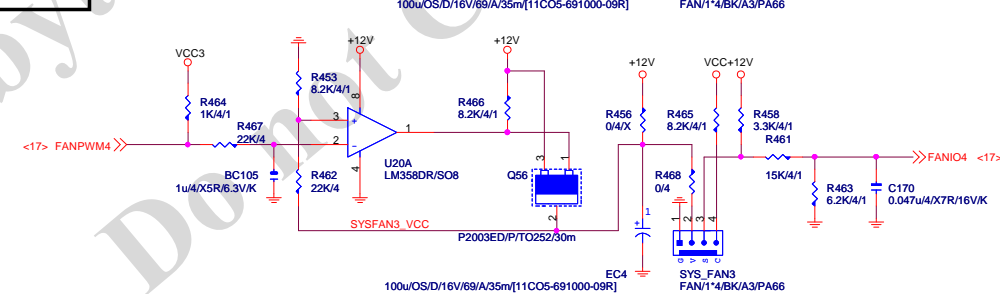 100u/OS/D/16V/69/A/35m/[11CO5-691000-09R]
FAN/1*4/BK/A3/PA66
by
Do not C
VCC3
+12V
+12V
+12V
VCC
+12V
R453
8.2K/4/1
R464
1K/4/1
R466
8.2K/4/1
R456
0/4/X
R465
8.2K/4/1
R458
3.3K/4/1
8
3
+
1
2
-
4
R467
22K/4
<17> FANPWM4
R461
15K/4/1
FANIO4 <17>
U20A
LM358DR/SO8
BC105
1u/4/X5R/6.3V/K
R462
22K/4
3
1
Q56
2
R468
0/4
R463
6.2K/4/1
C170
0.047u/4/X7R/16V/K
SYSFAN3_VCC
P2003ED/P/TO252/30m
1
+
1
2
3
4
G
V
S
C
EC4
100u/OS/D/16V/69/A/35m/[11CO5-691000-09R]
SYS_FAN3
FAN/1*4/BK/A3/PA66